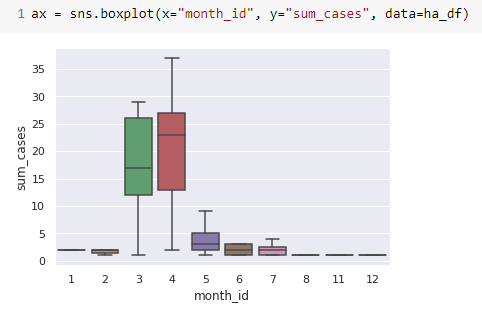 1 ax = sns.boxplot(x="month_id", y="sum_cases", data=ha_df)
35
30
25
20
15
10
5
0
sum_cases
1 2 3 4 5 6 7 8 11 12
month_id